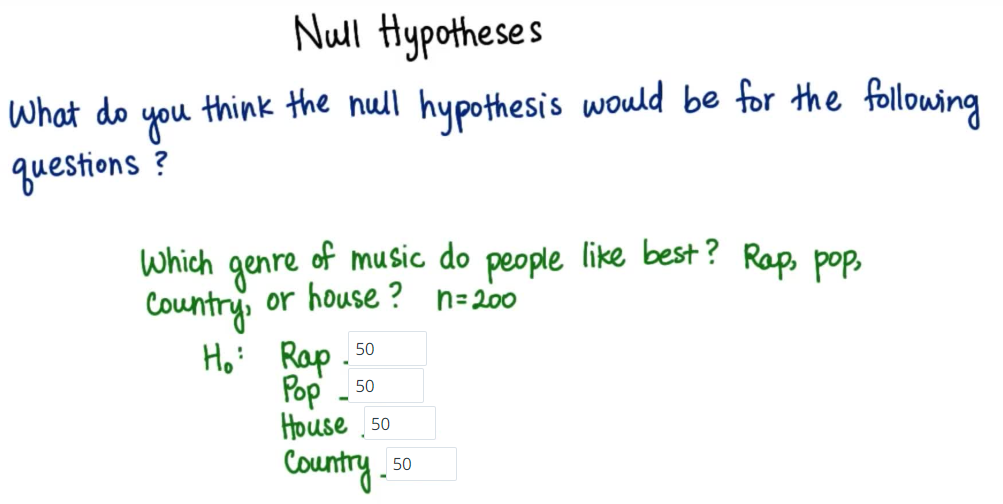 Null Hypotheses
What do you think the null hypothesis would be for the following
questions ?
Which genre of music do people like best? Rap, pop,
Country, or house? n=200
H₀: Rap 50
Pop 50
House 50
Country 50